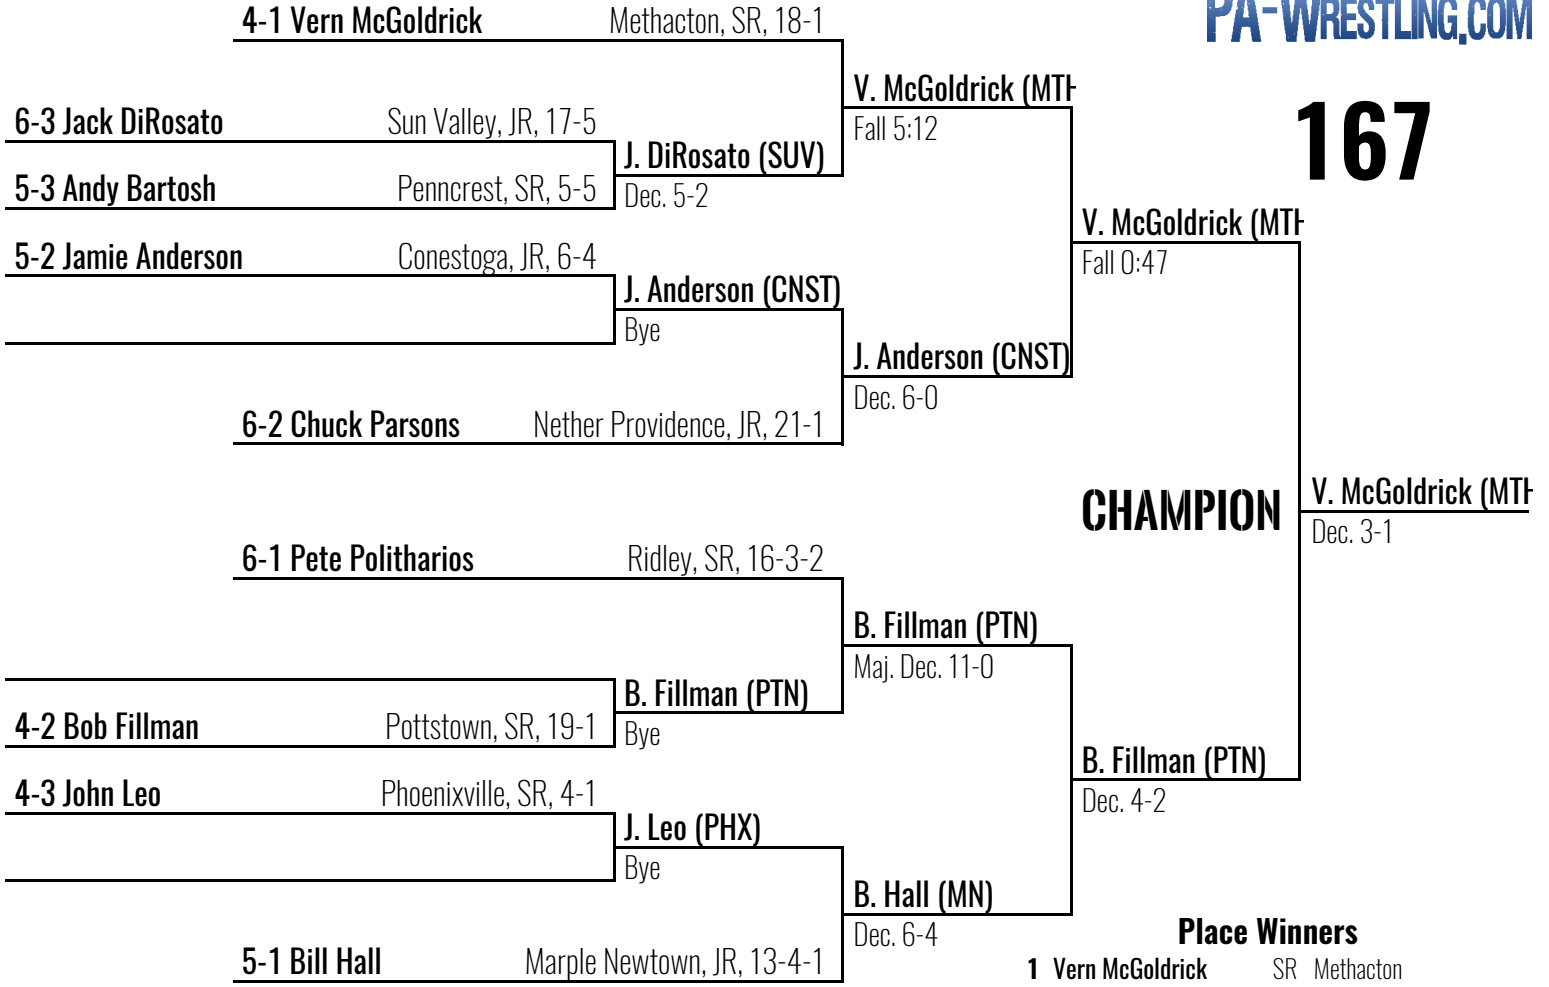 4-1 Vern McGoldrick Methacton, SR, 18-1
PA-WRESTLING.COM
167
V. McGoldrick (MTH
Fall 5:12
6-3 Jack DiRosato Sun Valley, JR, 17-5
J. DiRosato (SUV)
Dec. 5-2
5-3 Andy Bartosh Penncrest, SR, 5-5
V. McGoldrick (MTH
Fall 0:47
5-2 Jamie Anderson Conestoga, JR, 6-4
J. Anderson (CNST)
Bye
J. Anderson (CNST)
Dec. 6-0
6-2 Chuck Parsons Nether Providence, JR, 21-1
CHAMPION
V. McGoldrick (MTH
Dec. 3-1
6-1 Pete Politharios Ridley, SR, 16-3-2
B. Fillman (PTN)
Maj. Dec. 11-0
B. Fillman (PTN)
Bye
4-2 Bob Fillman Pottstown, SR, 19-1
B. Fillman (PTN)
Dec. 4-2
4-3 John Leo Phoenixville, SR, 4-1
J. Leo (PHX)
Bye
B. Hall (MN)
Dec. 6-4
5-1 Bill Hall Marple Newtown, JR, 13-4-1
Place Winners
1 Vern McGoldrick SR Methacton